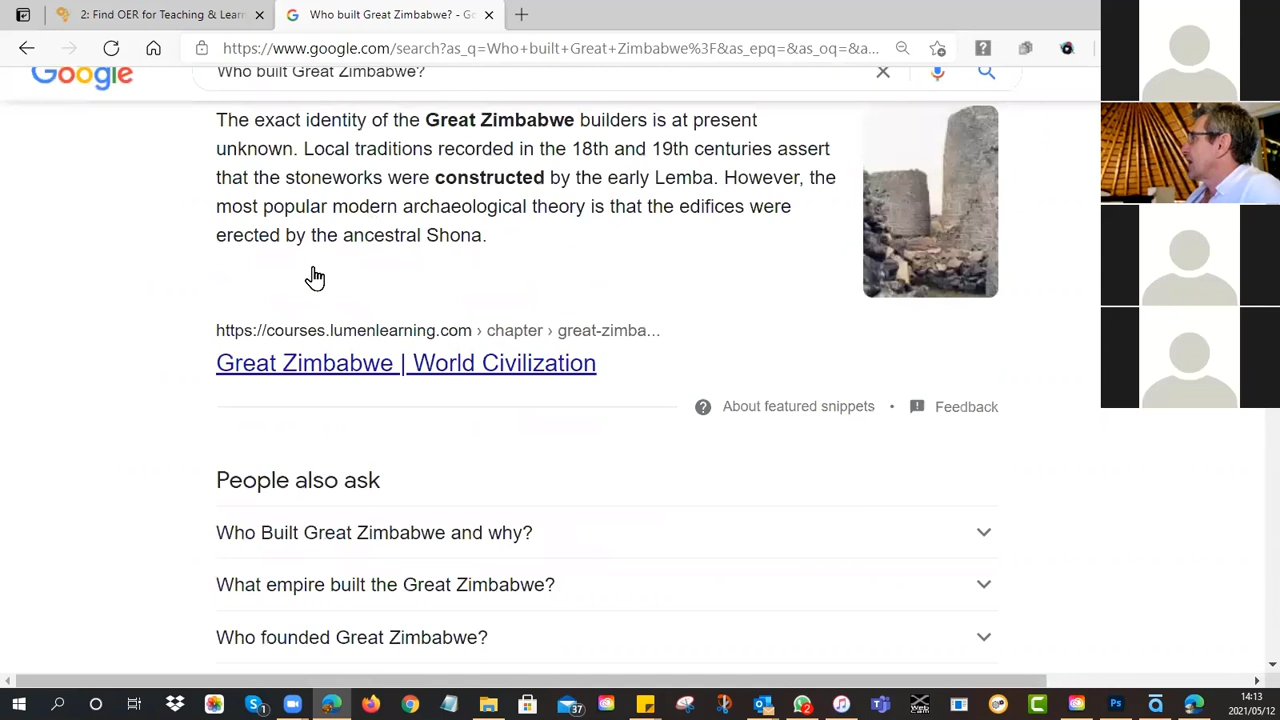 2: Find OER for Teaching & Lear
Who built Great Zimbabwe? - Go
https://www.google.com/search?as_q=Who+built+Great+Zimbabwe%3F&as_epq=&as_oq=&a...
Google
Who built Great Zimbabwe?
The exact identity of the Great Zimbabwe builders is at present
unknown. Local traditions recorded in the 18th and 19th centuries assert
that the stoneworks were constructed by the early Lemba. However, the
most popular modern archaeological theory is that the edifices were
erected by the ancestral Shona.
https://courses.lumenlearning.com › chapter › great-zimba...
Great Zimbabwe | World Civilization
About featured snippets • Feedback
People also ask
Who Built Great Zimbabwe and why?
What empire built the Great Zimbabwe?
Who founded Great Zimbabwe?
14:13
2021/05/12